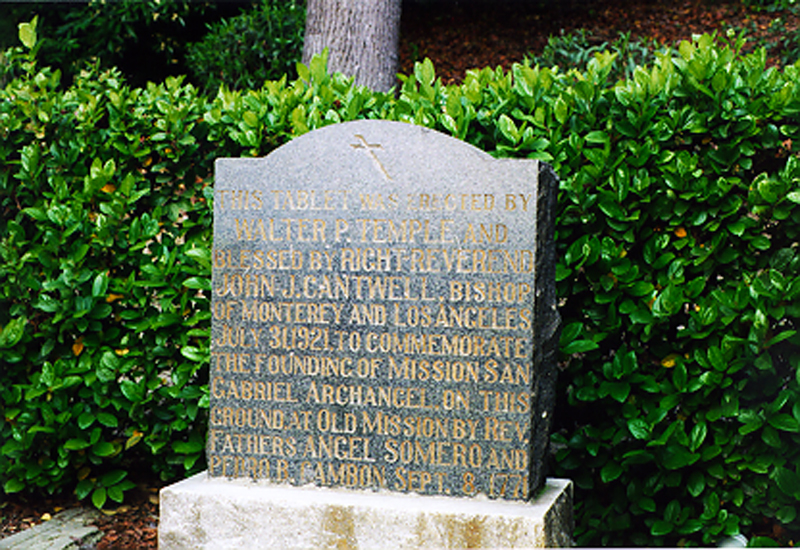 THIS TABLET WAS ERECTED BY
WALTER P. TEMPLE AND
BLESSED BY RIGHT REVEREND
JOHN J. CANTWELL, BISHOP
OF MONTEREY AND LOS ANGELES
JULY 31, 1921, TO COMMEMORATE
THE FOUNDING OF MISSION SAN
GABRIEL ARCHANGEL ON THIS
GROUND AT OLD MISSION BY REV.
FATHERS ANGEL SOMERO AND
PEDRO B. CAMBON SEPT. 8, 1771